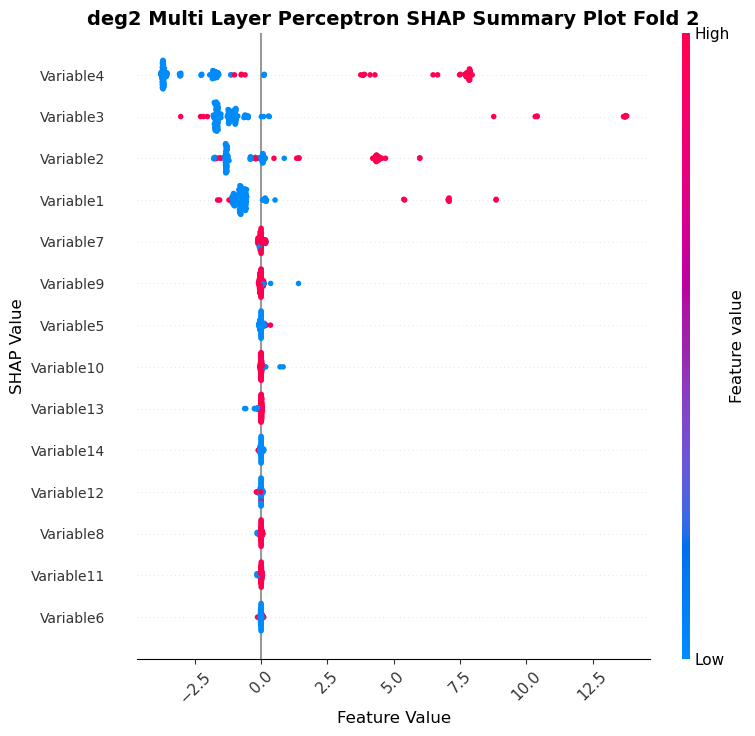 deg2 Multi Layer Perceptron SHAP Summary Plot Fold 2
High
Variable4
Variable3
Variable2
Variable1
Variable7
Variable9
Variable5
Variable10
Variable13
Variable14
Variable12
Variable8
Variable11
Variable6
SHAP Value
Feature value
Low
−2.5 0.0 2.5 5.0 7.5 10.0 12.5
Feature Value